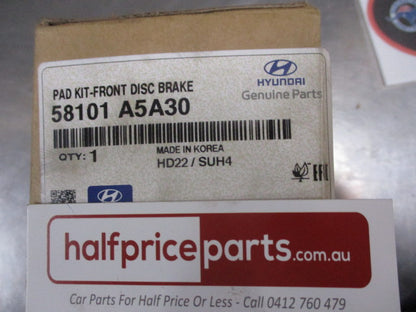 PAD KIT-FRONT DISC BRAKE
58101 A5A30
HYUNDAI
Genuine Parts
QTY: 1
MADE IN KOREA
HD22 / SUH4
halfpriceparts.com.au
Car Parts For Half Price Or Less - Call 0412 760 479